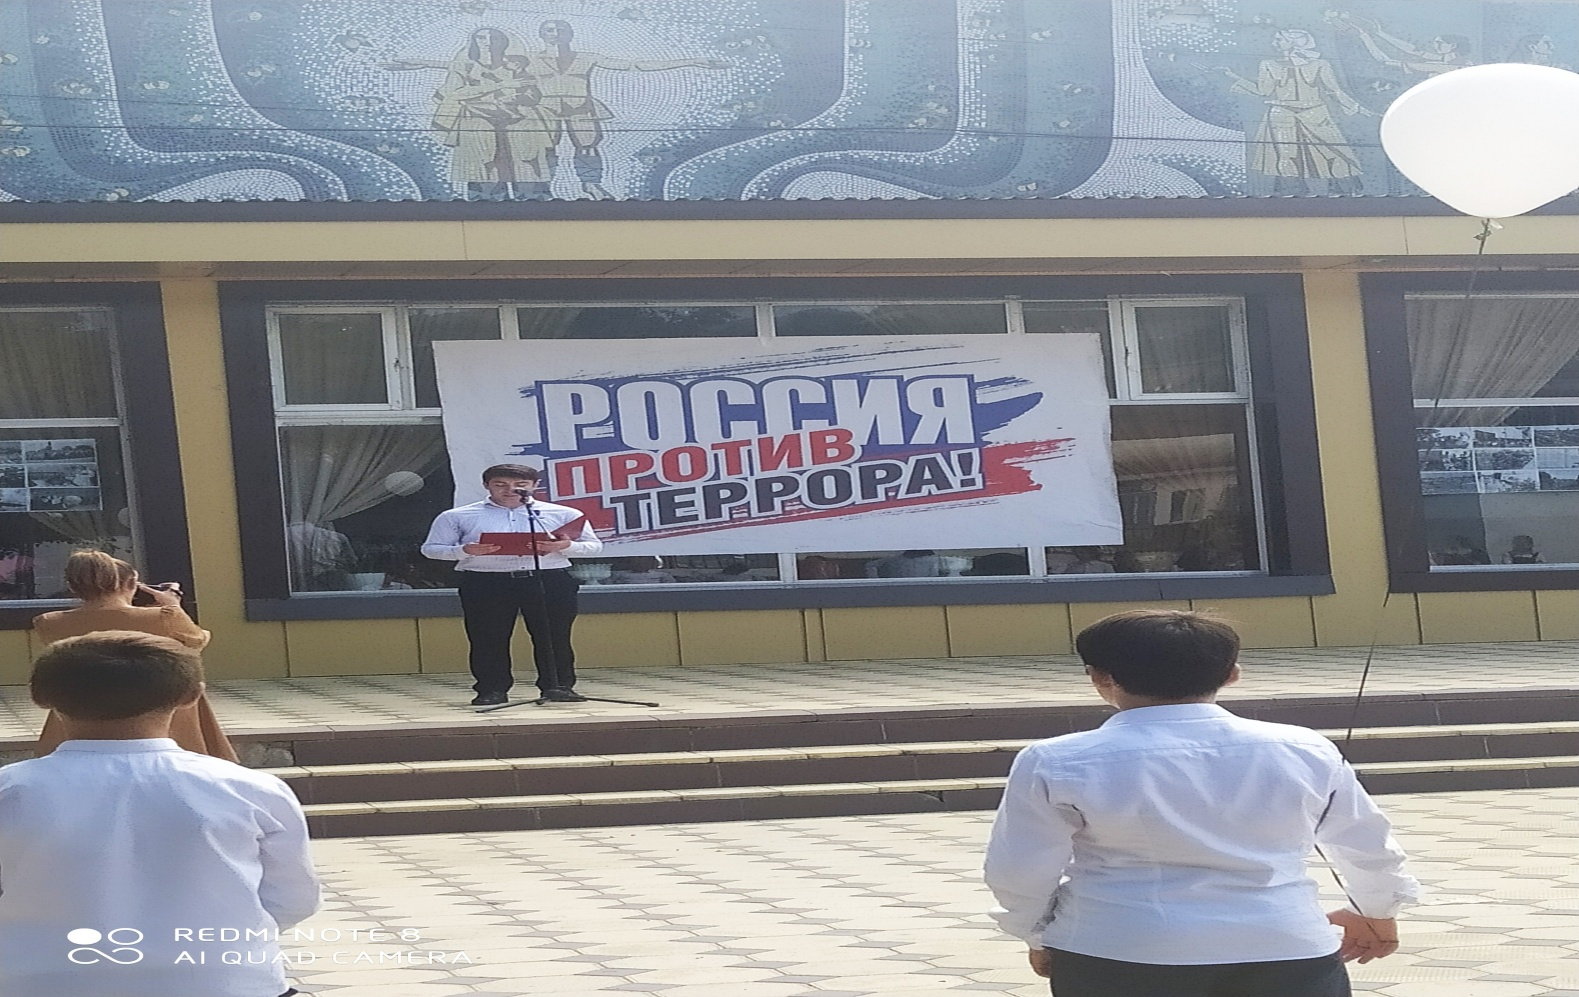 РОССИЯ
ПРОТИВ
ТЕРРОРА!
REDMI NOTE 8
AI QUAD CAMERA